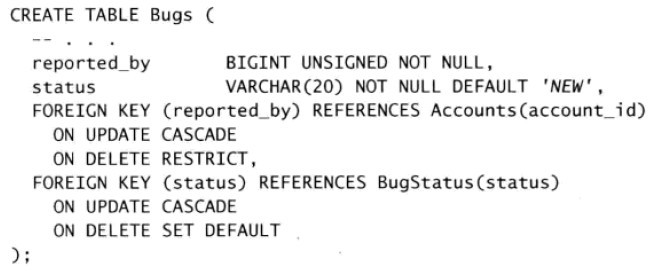 CREATE TABLE Bugs (
-- . . .
reported_by BIGINT UNSIGNED NOT NULL,
status VARCHAR(20) NOT NULL DEFAULT 'NEW',
FOREIGN KEY (reported_by) REFERENCES Accounts(account_id)
ON UPDATE CASCADE
ON DELETE RESTRICT,
FOREIGN KEY (status) REFERENCES BugStatus(status)
ON UPDATE CASCADE
ON DELETE SET DEFAULT
);